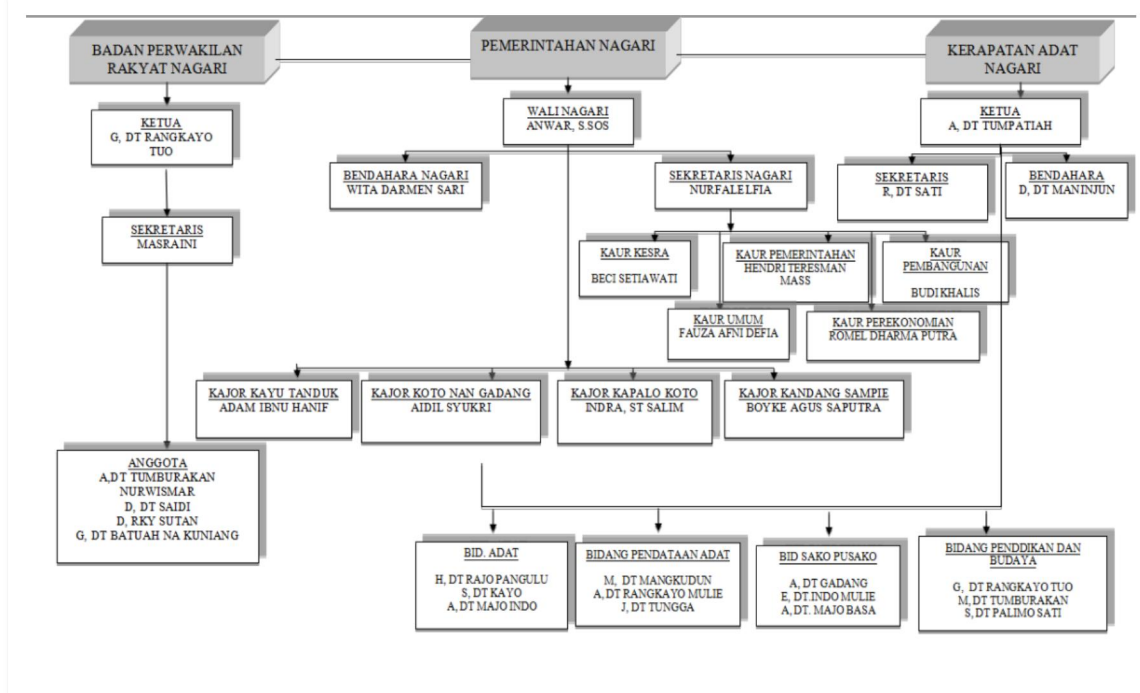 BADAN PERWAKILAN
RAKYAT NAGARI
PEMERINTAHAN NAGARI
KERAPATAN ADAT
NAGARI
KETUA
G, DT RANGKAYO
TUO
WALI NAGARI
ANWAR, S.SOS
KETUA
A, DT TUMPATIAH
BENDAHARA NAGARI
WITA DARMEN SARI
SEKRETARIS NAGARI
NURFALELFIA
SEKRETARIS
R, DT SATI
BENDAHARA
D, DT MANINJUN
SEKRETARIS
MASRAINI
KAUR KESRA
BECI SETIAWATI
KAUR PEMERINTAHAN
HENDRI TERESMAN
MASS
KAUR
PEMBANGUNAN
BUDI KHALIS
KAUR UMUM
FAUZA AFNI DEFIA
KAUR PEREKONOMIAN
ROMEL DHARMA PUTRA
KAJOR KAYU TANDUK
ADAM IBNU HANIF
KAJOR KOTO NAN GADANG
AIDIL SYUKRI
KAJOR KAPALO KOTO
INDRA, ST SALIM
KAJOR KANDANG SAMPIE
BOYKE AGUS SAPUTRA
ANGGOTA
A,DT TUMBURAKAN
NURWISMAR
D, DT SAIDI
D, RKY SUTAN
G, DT BATUAH NA KUNIANG
BID. ADAT
H, DT RAJO PANGULU
S, DT KAYO
A, DT MAJO INDO
BIDANG PENDATAAN ADAT
M, DT MANGKUDUN
A, DT RANGKAYO MULIE
J, DT TUNGGA
BID SAKO PUSAKO
A, DT GADANG
E, DT.INDO MULIE
A, DT. MAJO BASA
BIDANG PENDDIKAN DAN
BUDAYA
G, DT RANGKAYO TUO
M, DT TUMBURAKAN
S, DT PALIMO SATI